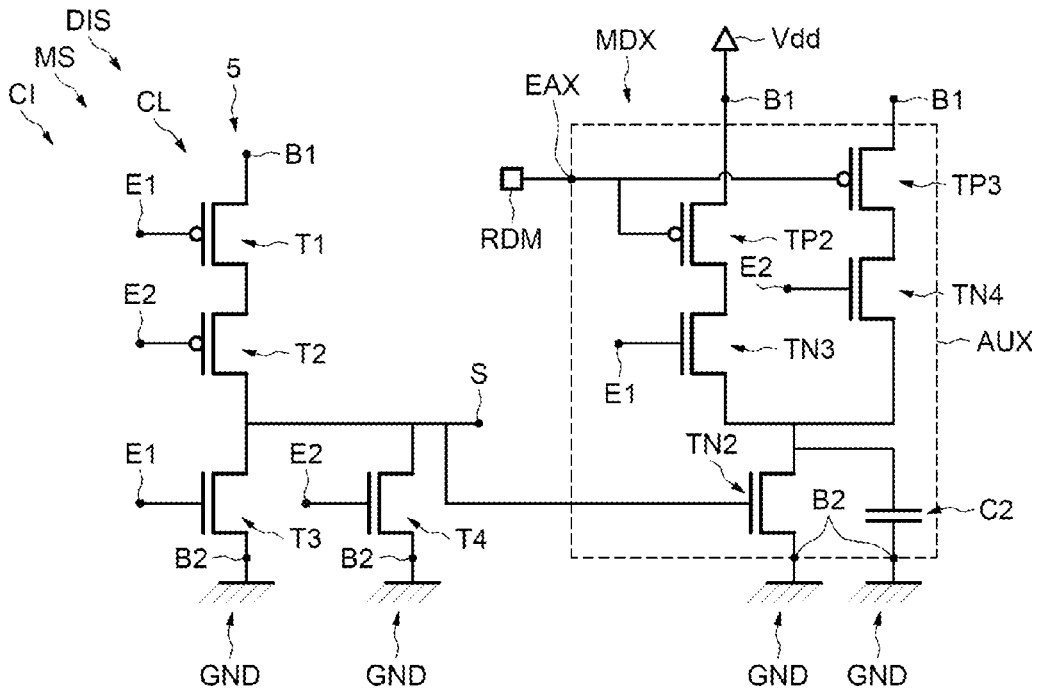 DIS
MS
CI
CL
5
B1
E1
T1
E2
T2
S
E1
T3
B2
E2
T4
B2
GND
GND
MDX
Vdd
EAX
B1
B1
RDM
TP2
TP3
E2
TN4
TN3
E1
AUX
TN2
B2
C2
GND
GND